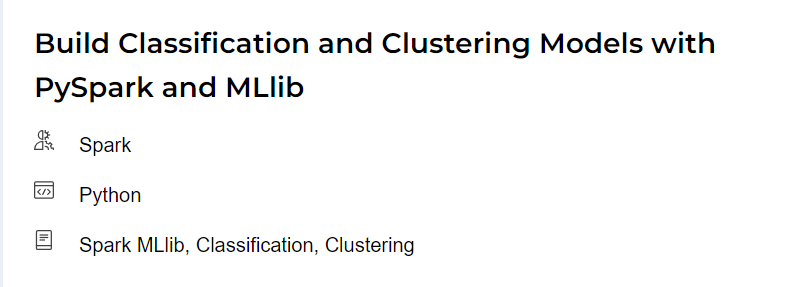 Build Classification and Clustering Models with
PySpark and MLlib
Spark
Python
Spark MLlib, Classification, Clustering